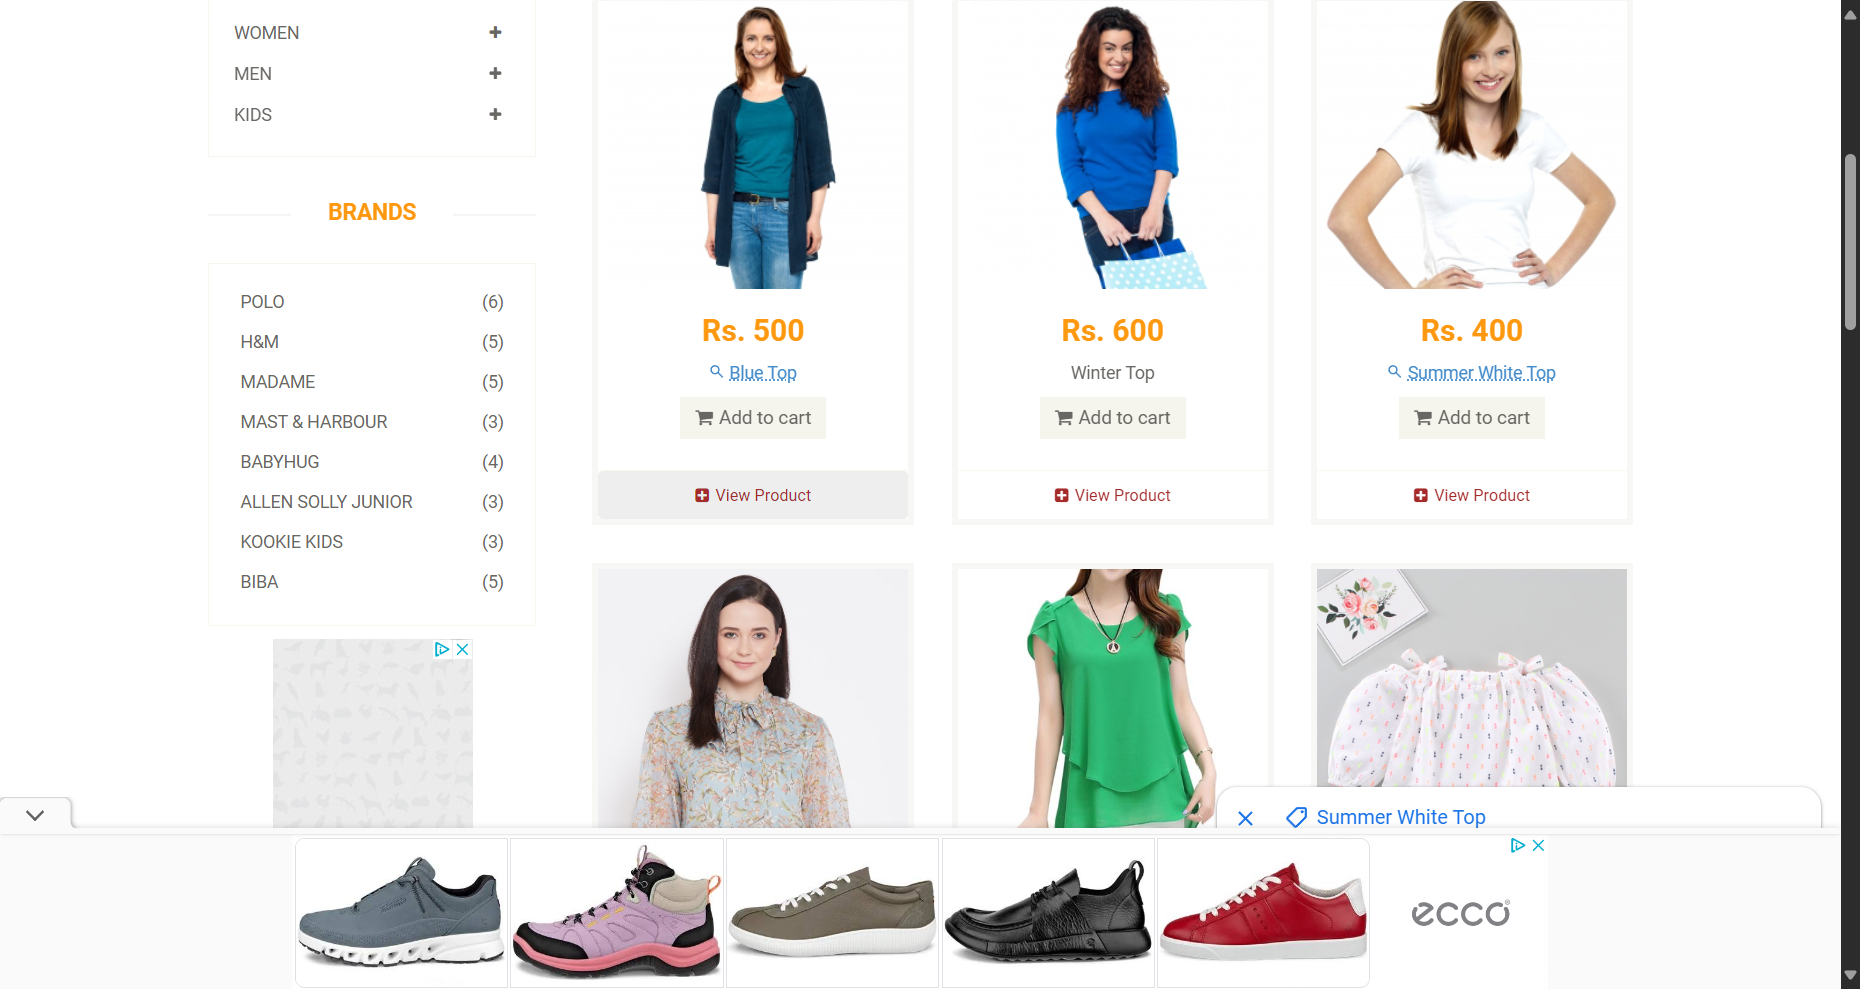 WOMEN
MEN
KIDS
BRANDS
POLO (6)
H&M (5)
MADAME (5)
MAST & HARBOUR (3)
BABYHUG (4)
ALLEN SOLLY JUNIOR (3)
KOOKIE KIDS (3)
BIBA (5)
Rs. 500
Blue Top
Add to cart
View Product
Rs. 600
Winter Top
Add to cart
View Product
Rs. 400
Summer White Top
Add to cart
View Product
Summer White Top
ecco